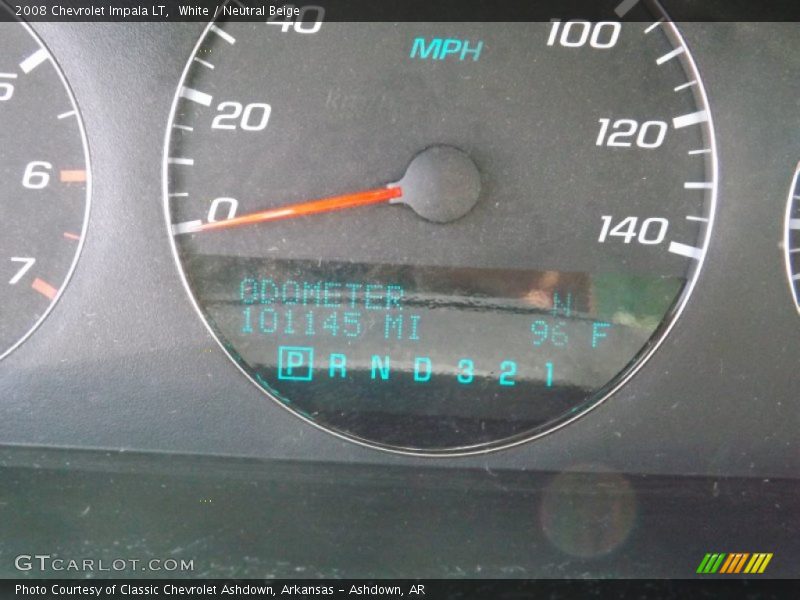 2008 Chevrolet Impala LT, White / Neutral Beige
40 MPH 100
5 20 120
6
0 140
7
ODOMETER N
101145 MI 96 F
P R N D 3 2 1
GTCARLOT.COM
Photo Courtesy of Classic Chevrolet Ashdown, Arkansas - Ashdown, AR